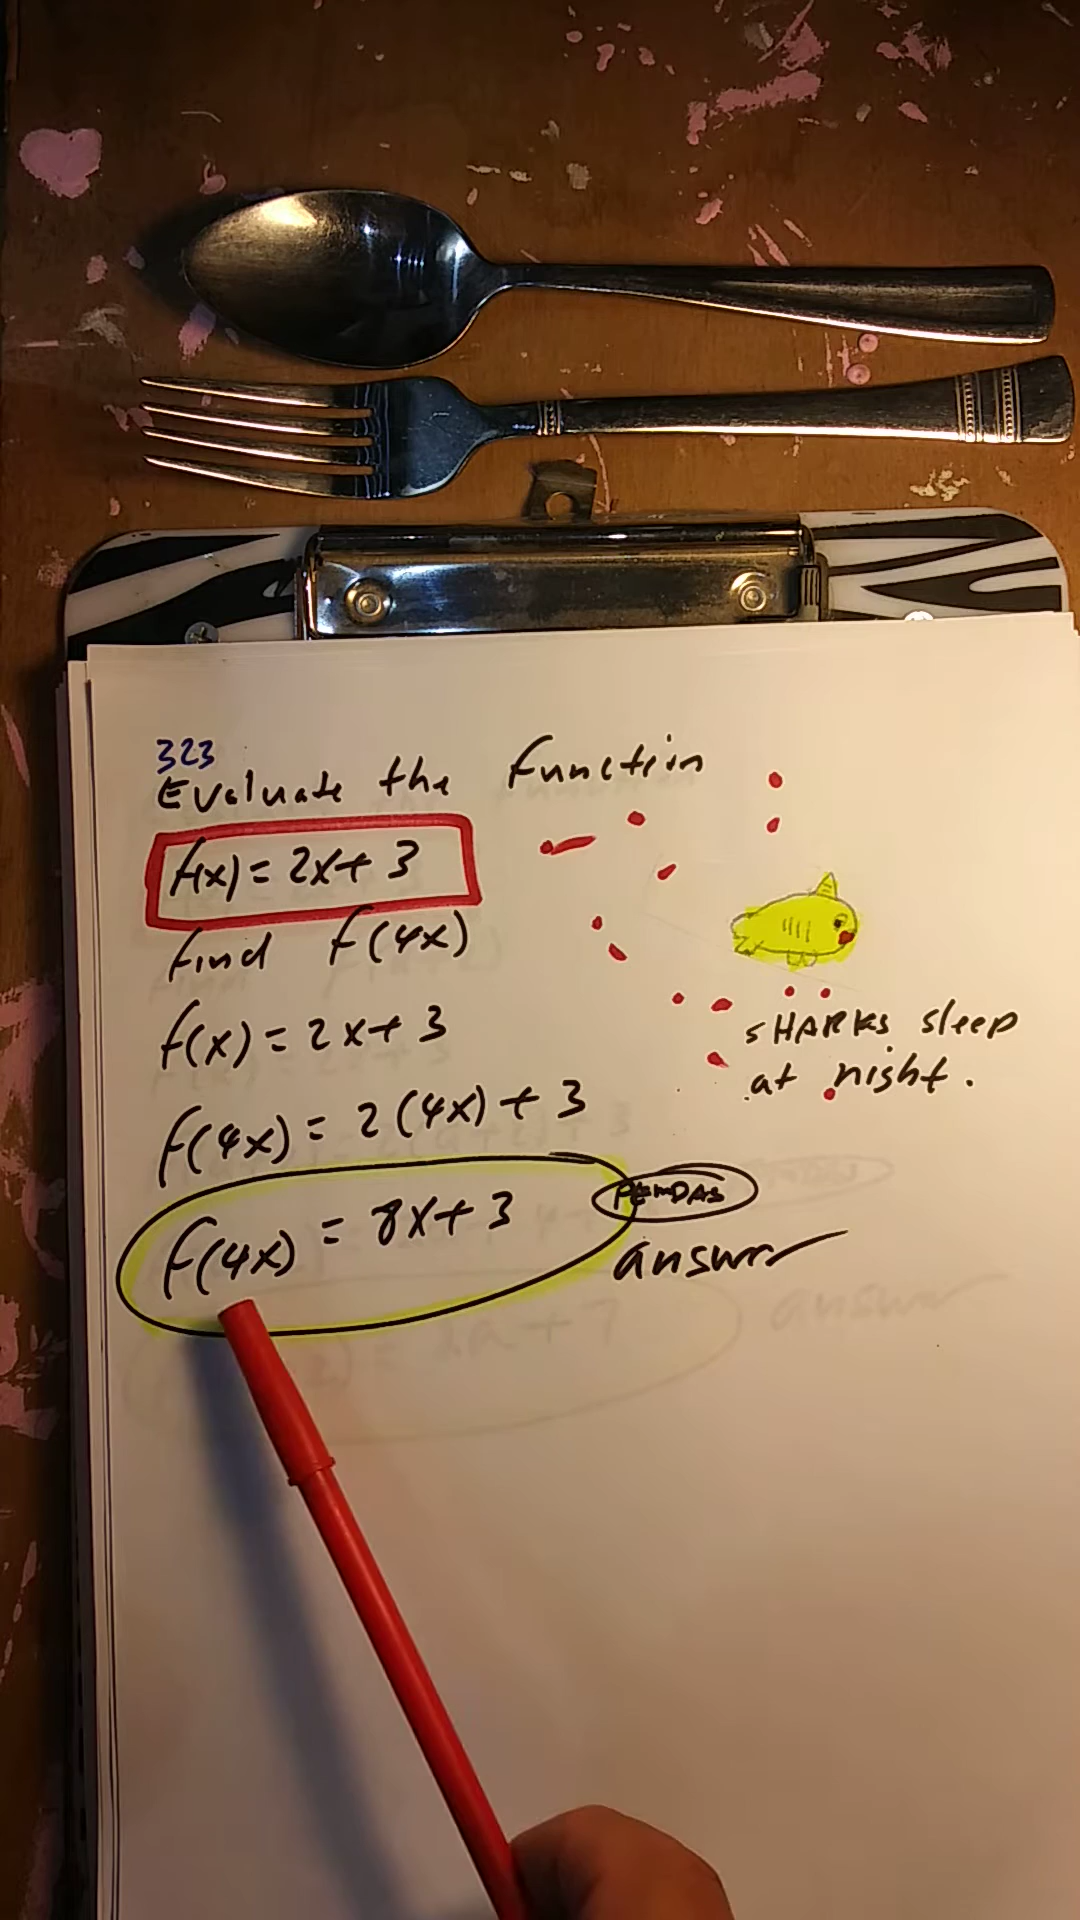 323
Evaluate the function
f(x) = 2x + 3
find f(4x)
f(x) = 2x + 3
f(4x) = 2(4x) + 3
PEMDAS
f(4x) = 8x + 3 answer
SHARKS sleep
at night.